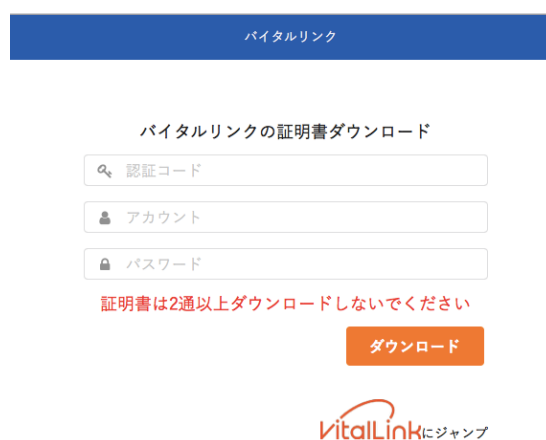 バイタルリンク
バイタルリンクの証明書ダウンロード
認証コード
アカウント
パスワード
証明書は2通以上ダウンロードしないでください
ダウンロード
VitalLinkにジャンプ